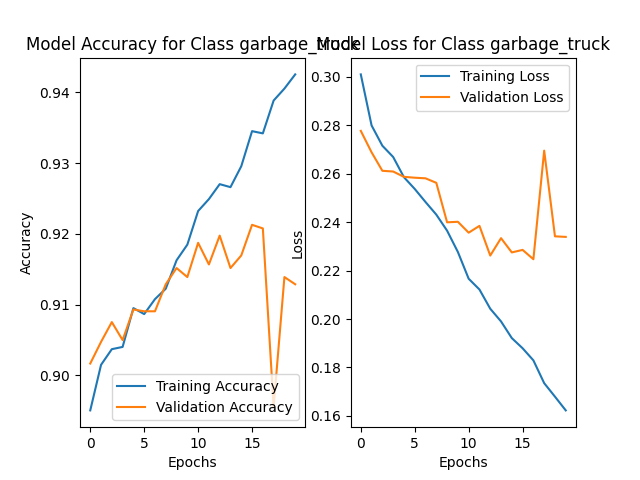 Model Accuracy for Class garbage_truck
Model Loss for Class garbage_truck
Accuracy
0.94
0.93
0.92
0.91
0.90
Training Accuracy
Validation Accuracy
0 5 10 15
Epochs
Loss
0.30
0.28
0.26
0.24
0.22
0.20
0.18
0.16
Training Loss
Validation Loss
0 5 10 15
Epochs